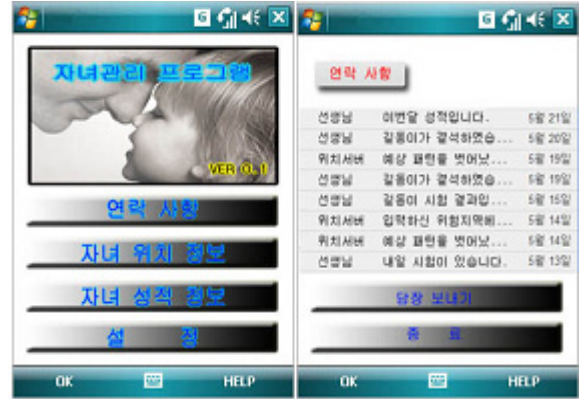 자녀관리 프로그램
VER 0.1
연락 사항
자녀 위치 정보
자녀 성적 정보
설 정
OK HELP
G
연락 사항
선생님 이번달 성적입니다. 5월 21일
선생님 길동이가 결석하였습... 5월 20일
위치서버 예상 패턴을 벗어났... 5월 19일
선생님 길동이가 결석하였습... 5월 19일
선생님 길동이 시험 결과입... 5월 15일
위치서버 입력하신 위험지역에... 5월 14일
위치서버 예상 패턴을 벗어났... 5월 14일
선생님 내일 시험이 있습니다. 5월 13일
답장 보내기
종 료
OK HELP